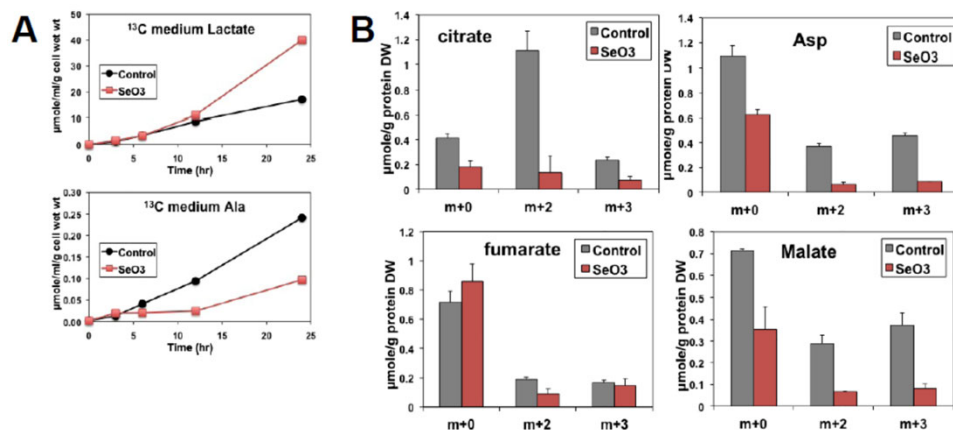 A
¹³C medium Lactate
µmole/ml/g cell wet wt
50
40
30
20
10
0
Control
SeO3
0 5 10 15 20 25
Time (hr)
¹³C medium Ala
µmole/ml/g cell wet wt
0.30
0.25
0.20
0.15
0.10
0.05
0.00
Control
SeO3
0 5 10 15 20 25
Time (hr)
B
citrate
µmole/g protein DW
1.4
1.2
1
0.8
0.6
0.4
0.2
0
Control
SeO3
m+0 m+2 m+3
Asp
µmole/g protein DW
1.4
1.2
1.
0.8
0.6
0.4
0.2
0
Control
SeO3
m+0 m+2 m+3
fumarate
µmole/g protein DW
1.2
1
0.8
0.6
0.4
0.2
0
Control
SeO3
m+0 m+2 m+3
Malate
µmole/g protein DW
0.8
0.7
0.6
0.4
0.3
0.2
0.1
0
Control
SeO3
m+0 m+2 m+3